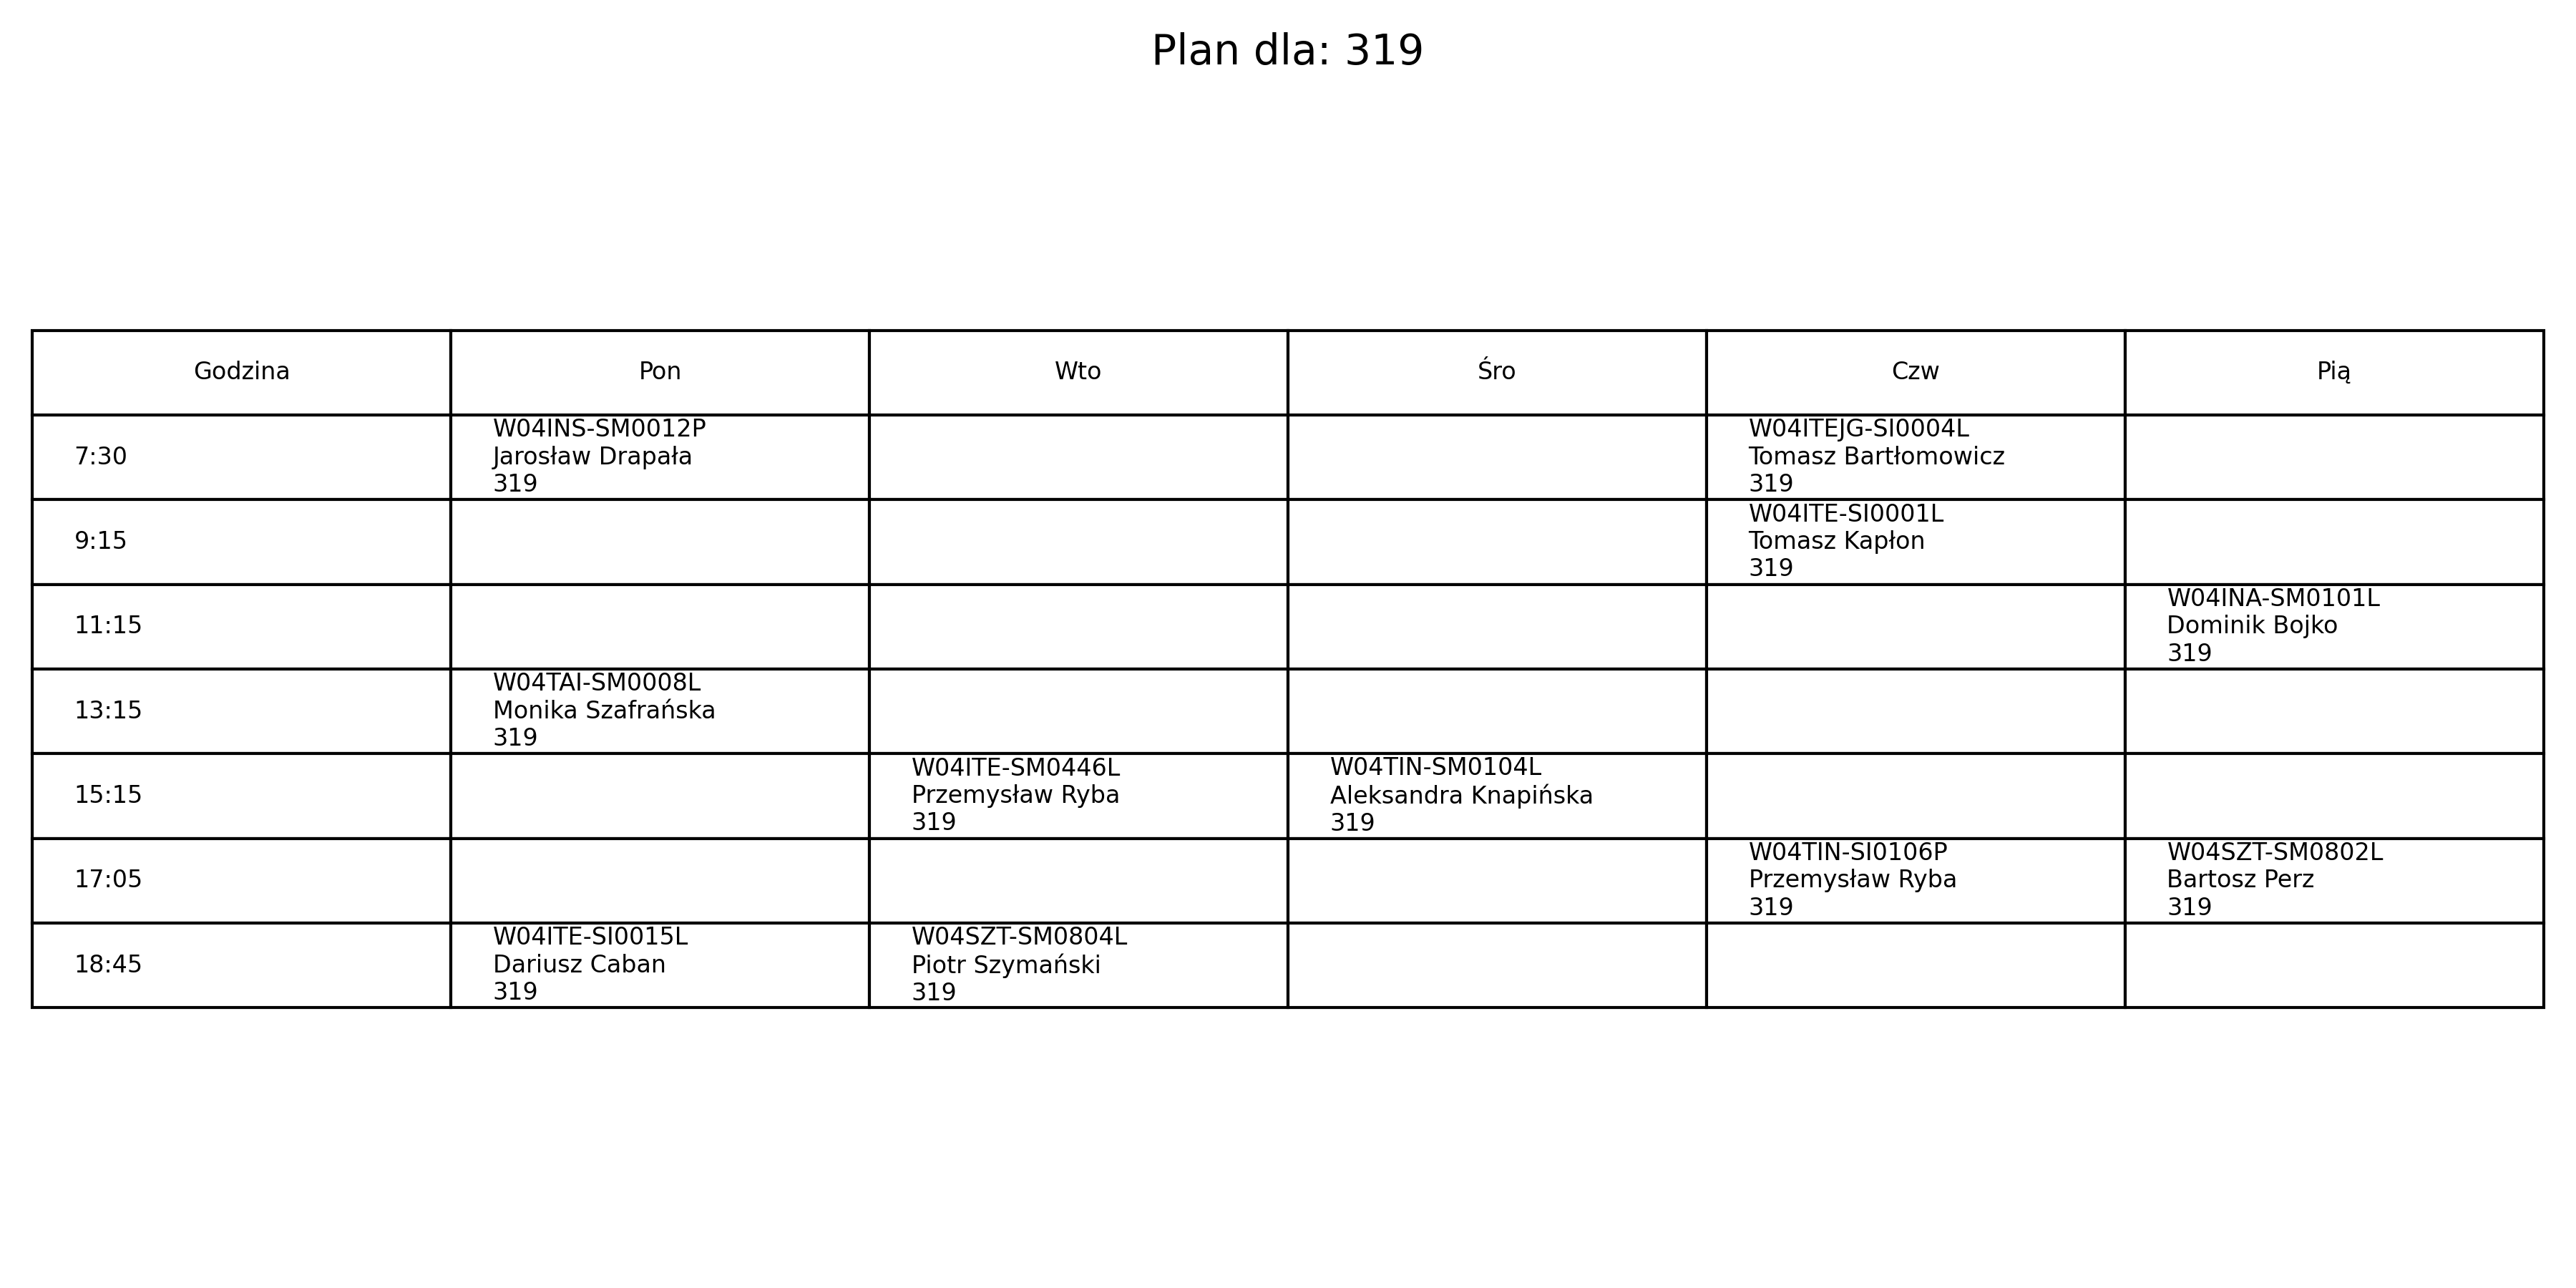 Plan dla: 319
Godzina
Pon
Wto
Śro
Czw
Pią
7:30
W04INS-SM0012P
Jarosław Drapała
319
W04ITEJG-SI0004L
Tomasz Bartłomowicz
319
9:15
W04ITE-SI0001L
Tomasz Kapłon
319
11:15
W04INA-SM0101L
Dominik Bojko
319
13:15
W04TAI-SM0008L
Monika Szafrańska
319
15:15
W04ITE-SM0446L
Przemysław Ryba
319
W04TIN-SM0104L
Aleksandra Knapińska
319
17:05
W04TIN-SI0106P
Przemysław Ryba
319
W04SZT-SM0802L
Bartosz Perz
319
18:45
W04ITE-SI0015L
Dariusz Caban
319
W04SZT-SM0804L
Piotr Szymański
319